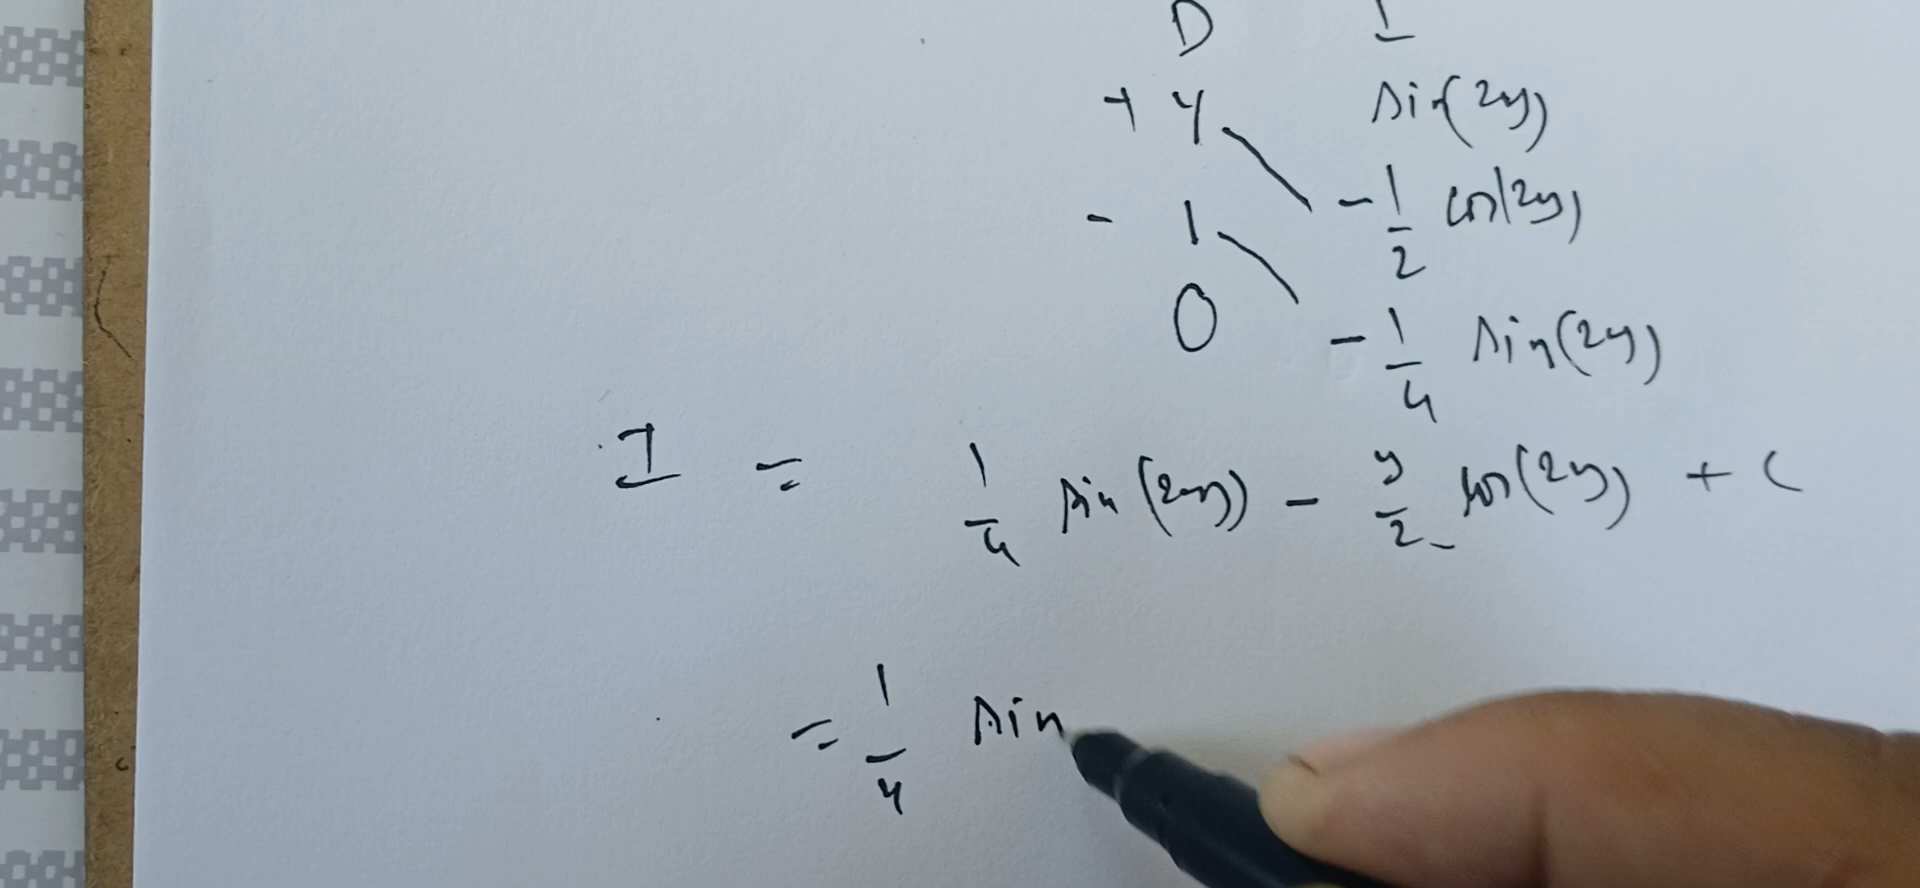 D I
+ y sin(2y)
- 1 -1/2 cos(2y)
0 -1/4 sin(2y)
I = 1/4 sin(2y) - y/2 cos(2y) + C
= 1/4 sin